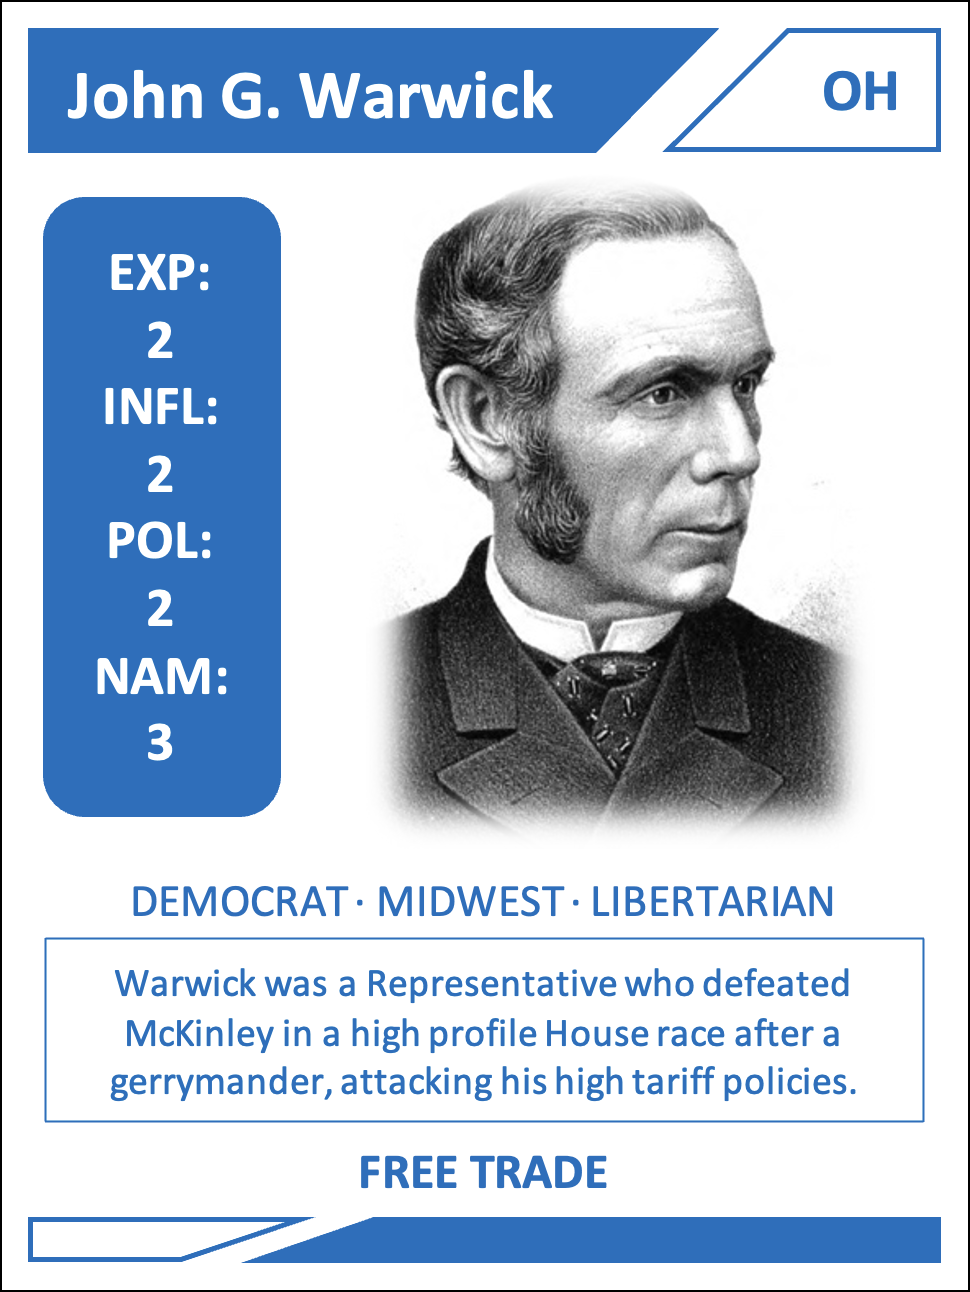 John G. Warwick
OH
EXP:
2
INFL:
2
POL:
2
NAM:
3
DEMOCRAT · MIDWEST · LIBERTARIAN
Warwick was a Representative who defeated
McKinley in a high profile House race after a
gerrymander, attacking his high tariff policies.
FREE TRADE